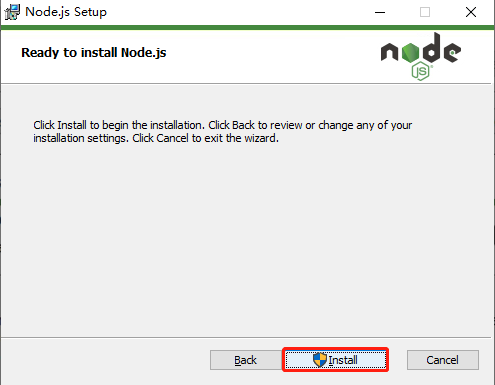 Node.js Setup
Ready to install Node.js
node
JS
Click Install to begin the installation. Click Back to review or change any of your
installation settings. Click Cancel to exit the wizard.
Back Install Cancel